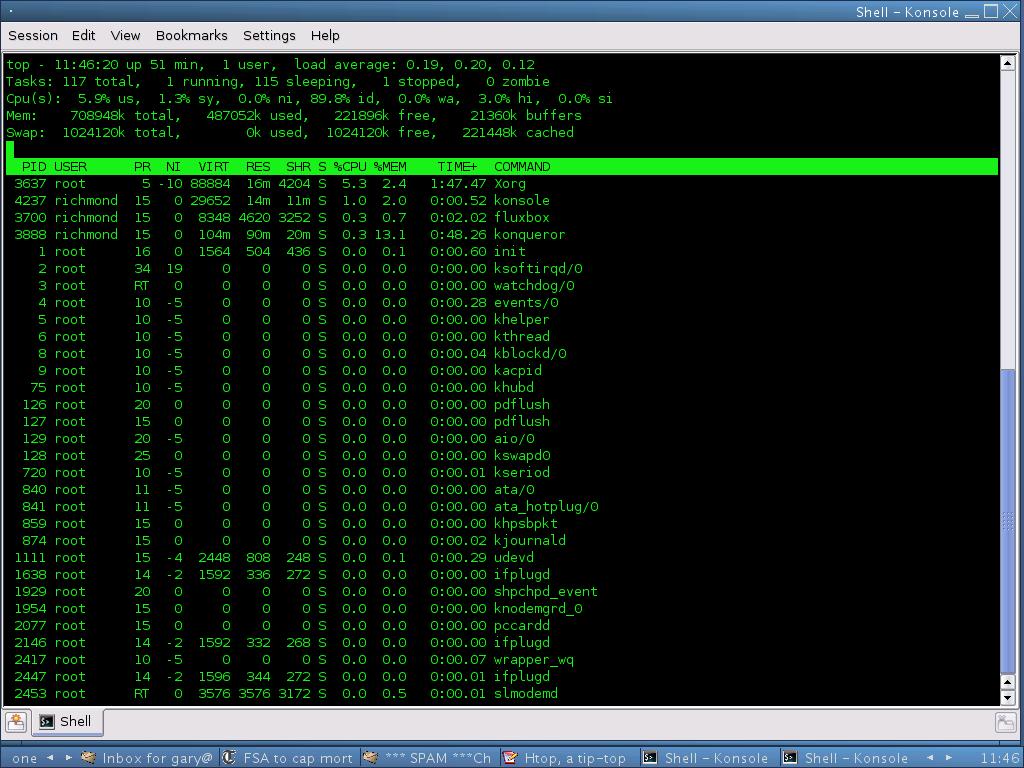 Shell - Konsole
Session Edit View Bookmarks Settings Help
top - 11:46:20 up 51 min,  1 user,  load average: 0.19, 0.20, 0.12
Tasks: 117 total,   1 running, 115 sleeping,   1 stopped,   0 zombie
Cpu(s):  5.9% us,  1.3% sy,  0.0% ni, 89.8% id,  0.0% wa,  3.0% hi,  0.0% si
Mem:    708948k total,   487052k used,   221896k free,    21360k buffers
Swap:  1024120k total,        0k used,  1024120k free,   221448k cached
PID USER PR NI VIRT RES SHR S %CPU %MEM TIME+ COMMAND
3637 root 5 -10 88884 16m 4204 S 5.3 2.4 1:47.47 Xorg
4237 richmond 15 0 29652 14m 11m S 1.0 2.0 0:00.52 konsole
3700 richmond 15 0 8348 4620 3252 S 0.3 0.7 0:02.02 fluxbox
3888 richmond 15 0 104m 90m 20m S 0.3 13.1 0:48.26 konqueror
1 root 16 0 1564 504 436 S 0.0 0.1 0:00.60 init
2 root 34 19 0 0 0 S 0.0 0.0 0:00.00 ksoftirqd/0
3 root RT 0 0 0 0 S 0.0 0.0 0:00.00 watchdog/0
4 root 10 -5 0 0 0 S 0.0 0.0 0:00.28 events/0
5 root 10 -5 0 0 0 S 0.0 0.0 0:00.00 khelper
6 root 10 -5 0 0 0 S 0.0 0.0 0:00.00 kthread
8 root 10 -5 0 0 0 S 0.0 0.0 0:00.04 kblockd/0
9 root 10 -5 0 0 0 S 0.0 0.0 0:00.00 kacpid
75 root 10 -5 0 0 0 S 0.0 0.0 0:00.00 khubd
126 root 20 0 0 0 0 S 0.0 0.0 0:00.00 pdflush
127 root 15 0 0 0 0 S 0.0 0.0 0:00.00 pdflush
129 root 20 -5 0 0 0 S 0.0 0.0 0:00.00 aio/0
128 root 25 0 0 0 0 S 0.0 0.0 0:00.00 kswapd0
720 root 10 -5 0 0 0 S 0.0 0.0 0:00.01 kseriod
840 root 11 -5 0 0 0 S 0.0 0.0 0:00.00 ata/0
841 root 11 -5 0 0 0 S 0.0 0.0 0:00.00 ata_hotplug/0
859 root 15 0 0 0 0 S 0.0 0.0 0:00.00 khpsbpkt
874 root 15 0 0 0 0 S 0.0 0.0 0:00.02 kjournald
1111 root 15 -4 2448 808 248 S 0.0 0.1 0:00.29 udevd
1638 root 14 -2 1592 336 272 S 0.0 0.0 0:00.00 ifplugd
1929 root 20 0 0 0 0 S 0.0 0.0 0:00.00 shpchpd_event
1954 root 15 0 0 0 0 S 0.0 0.0 0:00.00 knodemgrd_0
2077 root 15 0 0 0 0 S 0.0 0.0 0:00.00 pccardd
2146 root 14 -2 1592 332 268 S 0.0 0.0 0:00.00 ifplugd
2417 root 10 -5 0 0 0 S 0.0 0.0 0:00.07 wrapper_wq
2447 root 14 -2 1596 344 272 S 0.0 0.0 0:00.01 ifplugd
2453 root RT 0 3576 3576 3172 S 0.0 0.5 0:00.01 slmodemd
Shell
one Inbox for gary@ FSA to cap mort *** SPAM ***Ch Htop, a tip-top Shell - Konsole Shell - Konsole 11:46